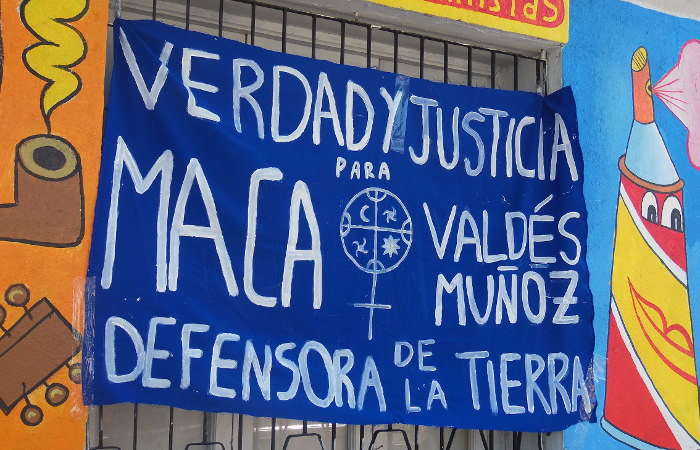 VERDAD Y JUSTICIA
PARA
MACA VALDÉS
MUÑOZ
DEFENSORA DE LA TIERRA